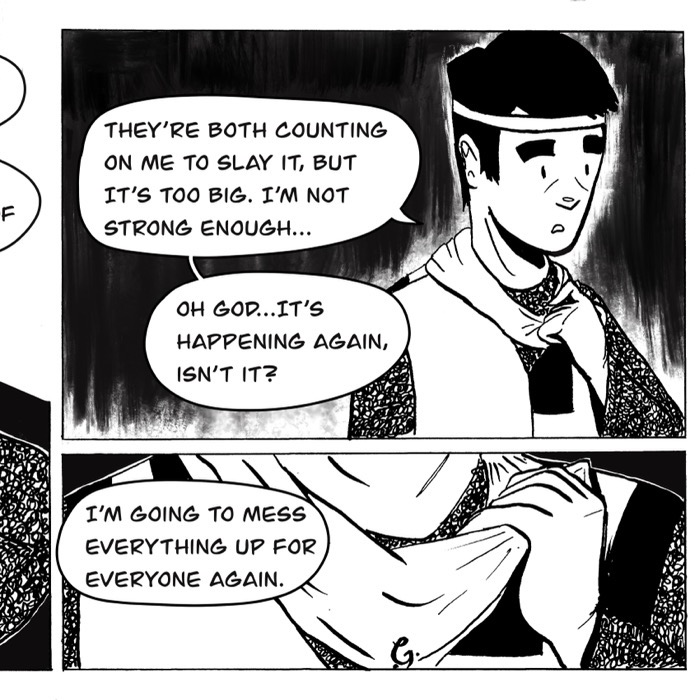 F
THEY'RE BOTH COUNTING
ON ME TO SLAY IT, BUT
IT'S TOO BIG. I'M NOT
STRONG ENOUGH...
OH GOD...IT'S
HAPPENING AGAIN,
ISN'T IT?
I'M GOING TO MESS
EVERYTHING UP FOR
EVERYONE AGAIN.
G.